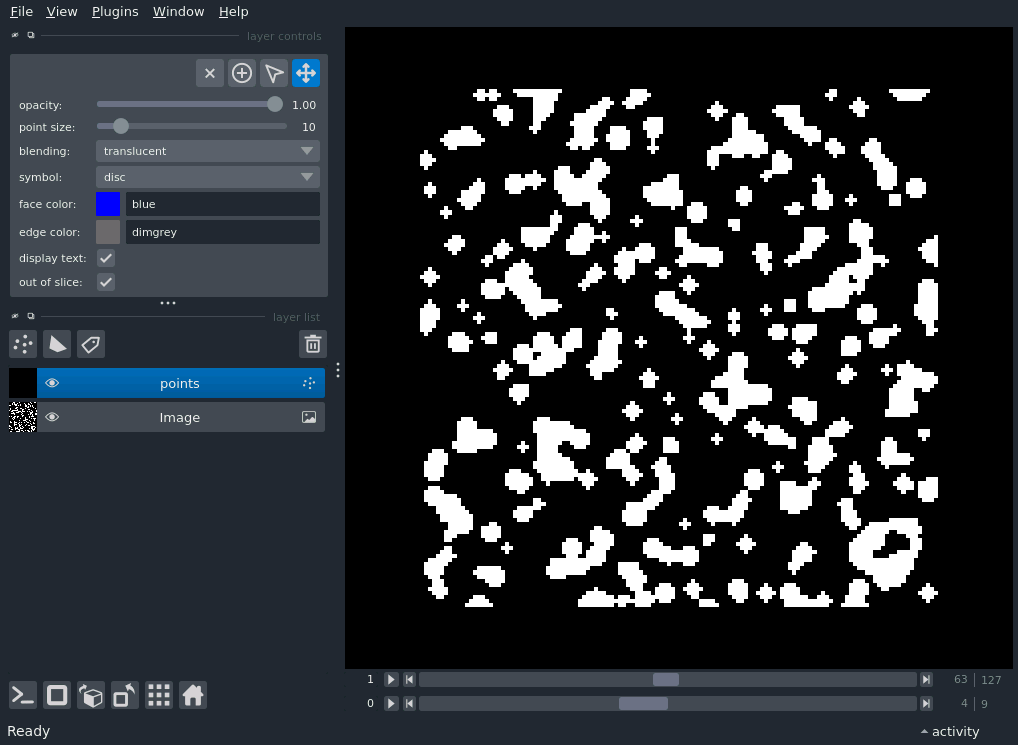 File View Plugins Window Help
layer controls
opacity: 1.00
point size: 10
blending: translucent
symbol: disc
face color: blue
edge color: dimgrey
display text:
out of slice:
layer list
points
Image
1 63 127
0 4 9
Ready activity